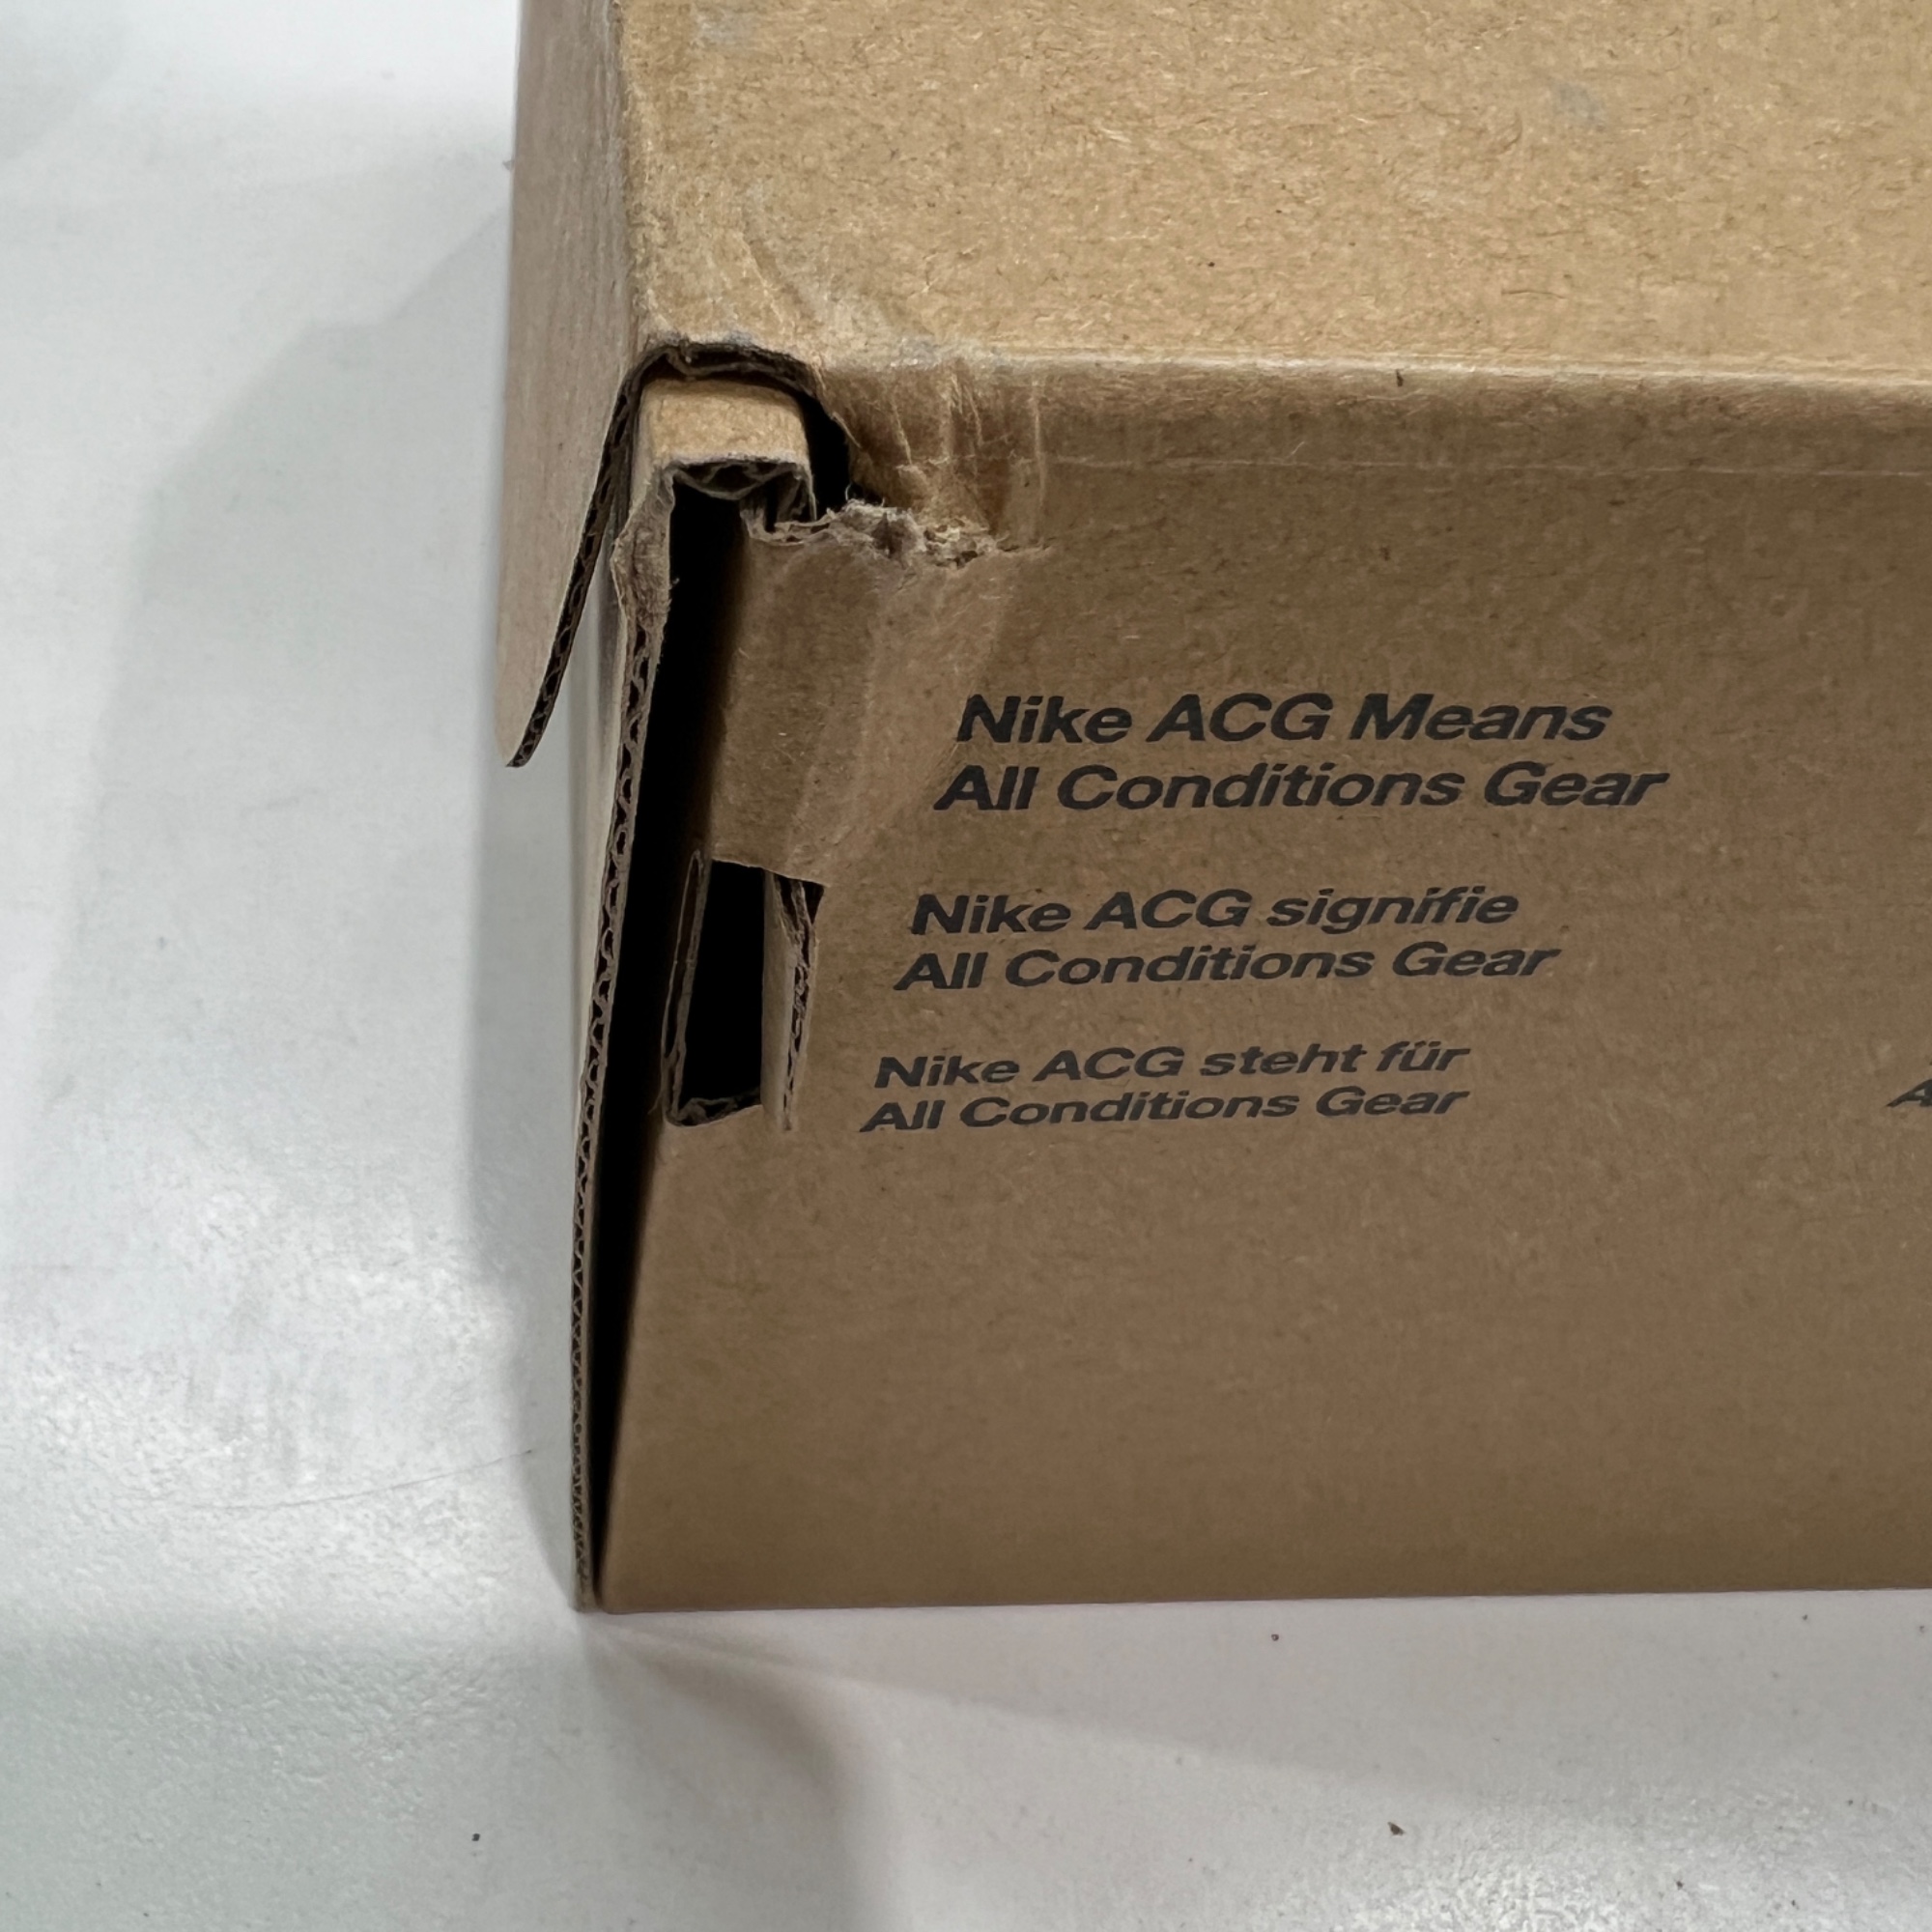 Nike ACG Means
All Conditions Gear
Nike ACG signifie
All Conditions Gear
Nike ACG steht für
All Conditions Gear